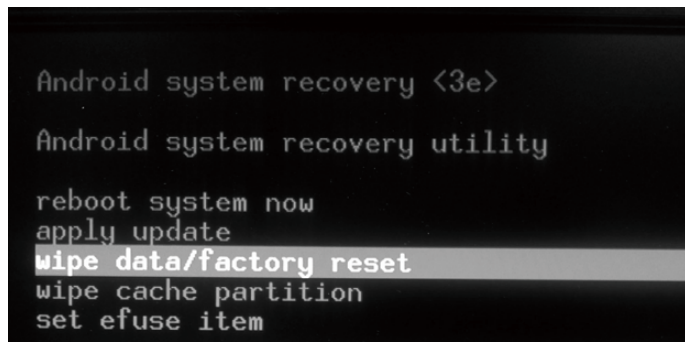 Android system recovery <3e>
Android system recovery utility
reboot system now
apply update
wipe data/factory reset
wipe cache partition
set efuse item